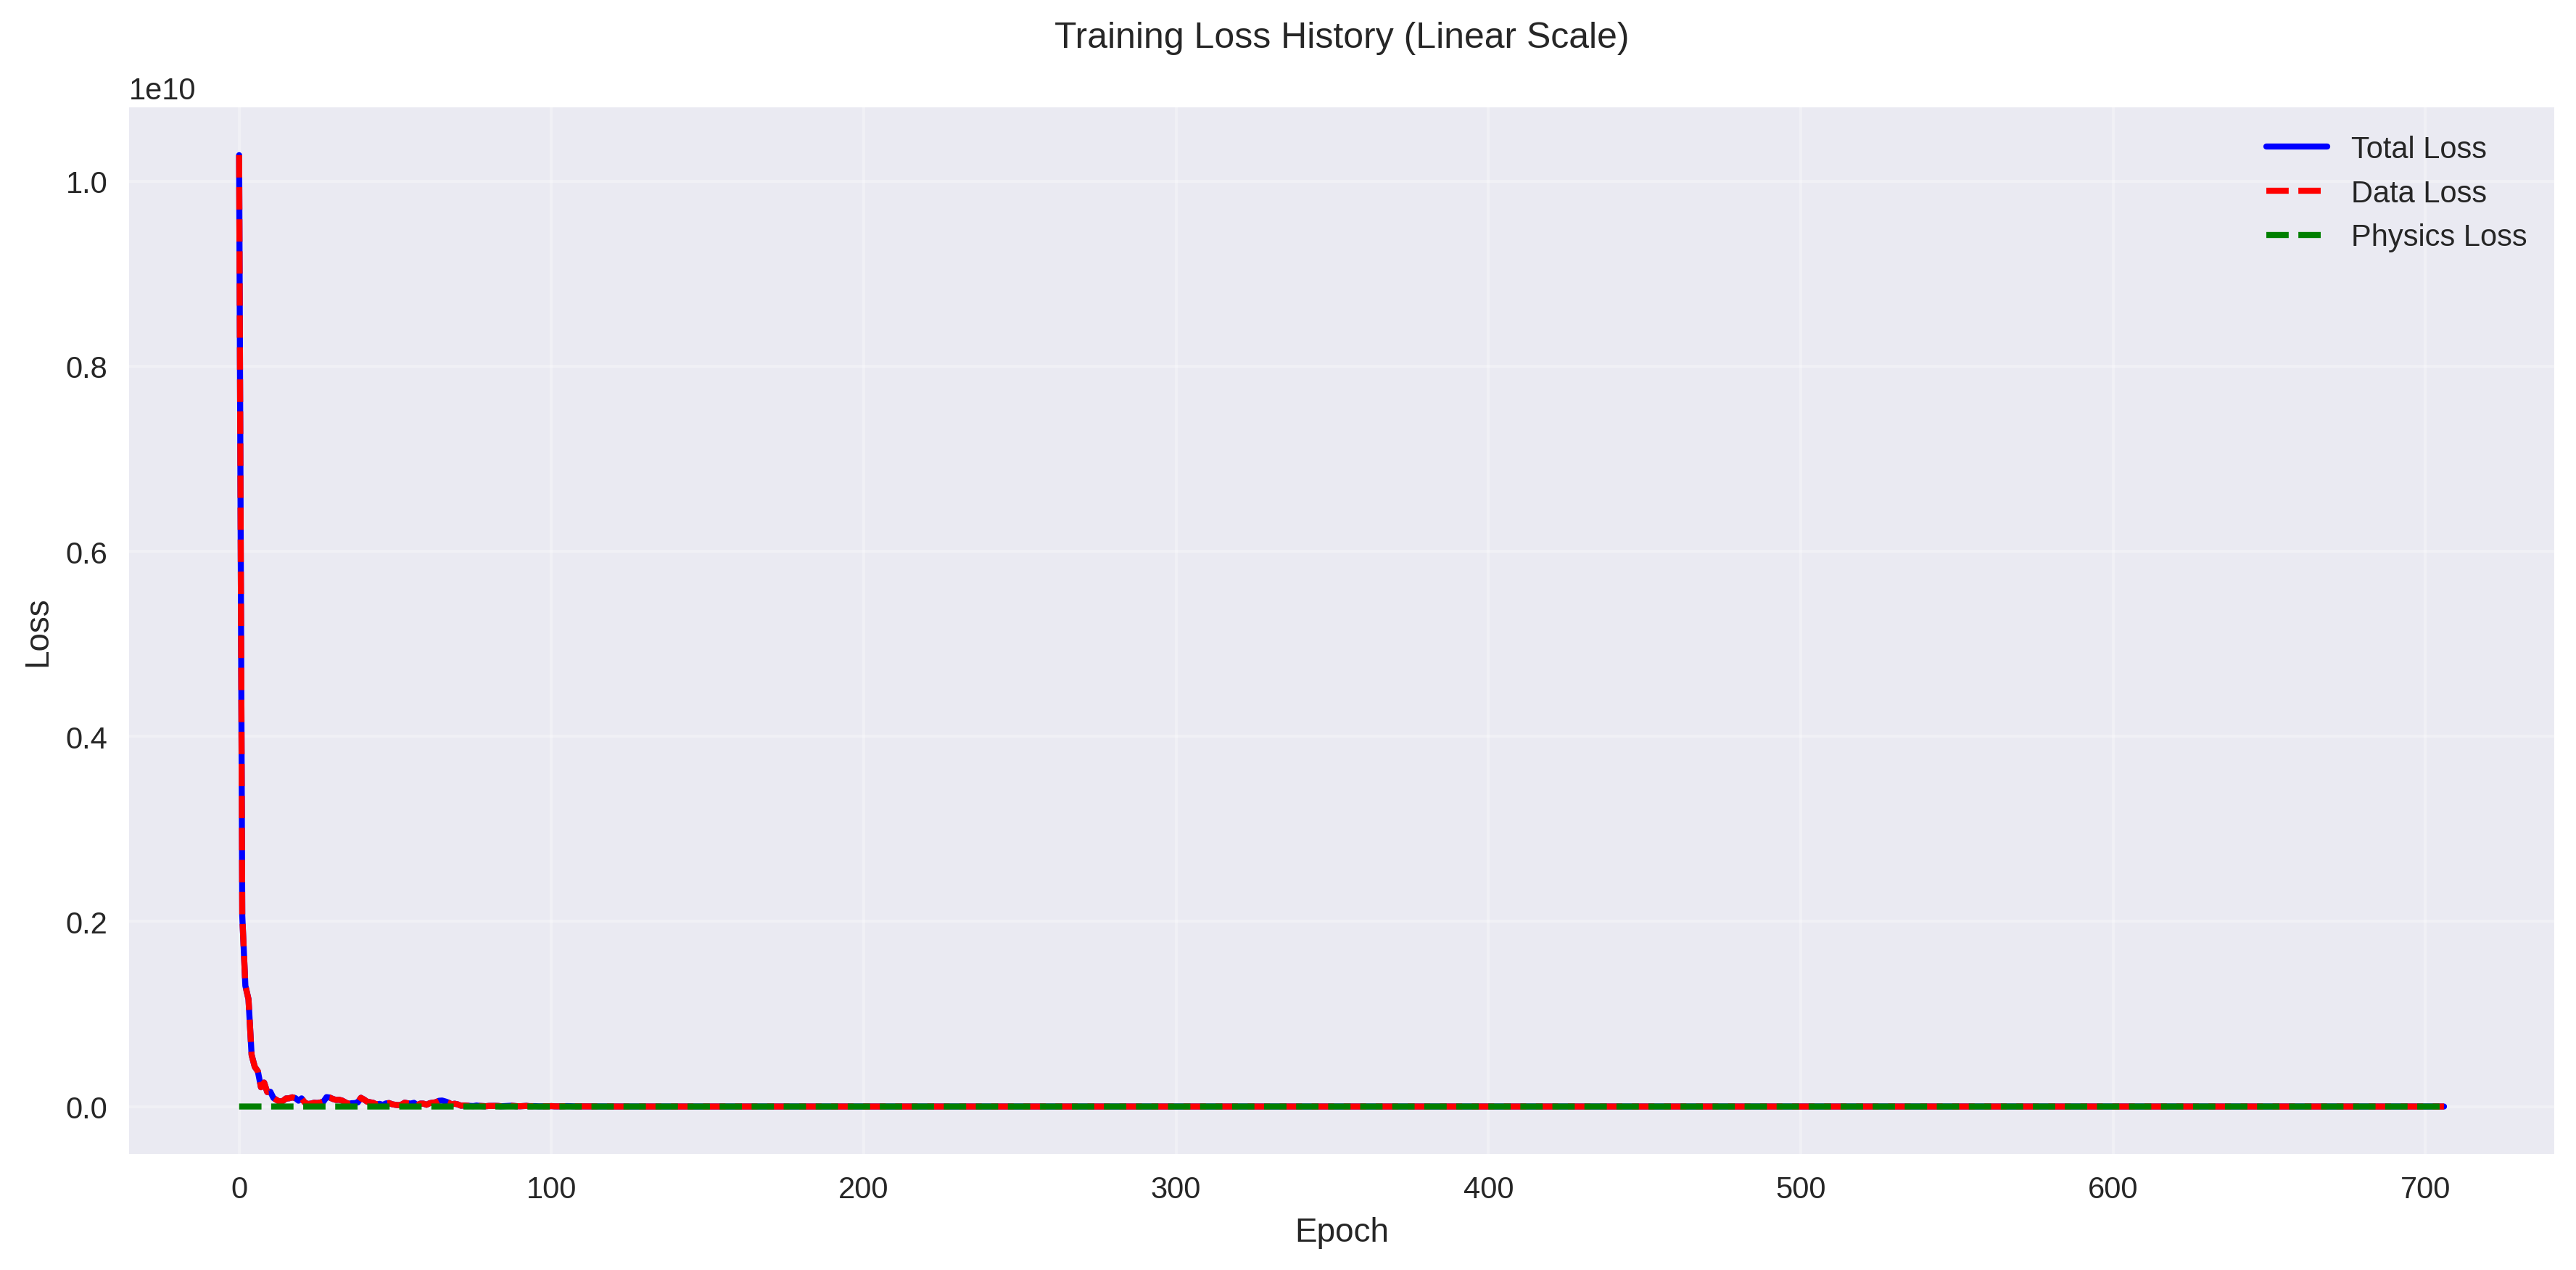 Training Loss History (Linear Scale)
1e10
Total Loss
Data Loss
Physics Loss
1.0
0.8
0.6
0.4
0.2
0.0
Loss
0 100 200 300 400 500 600 700
Epoch